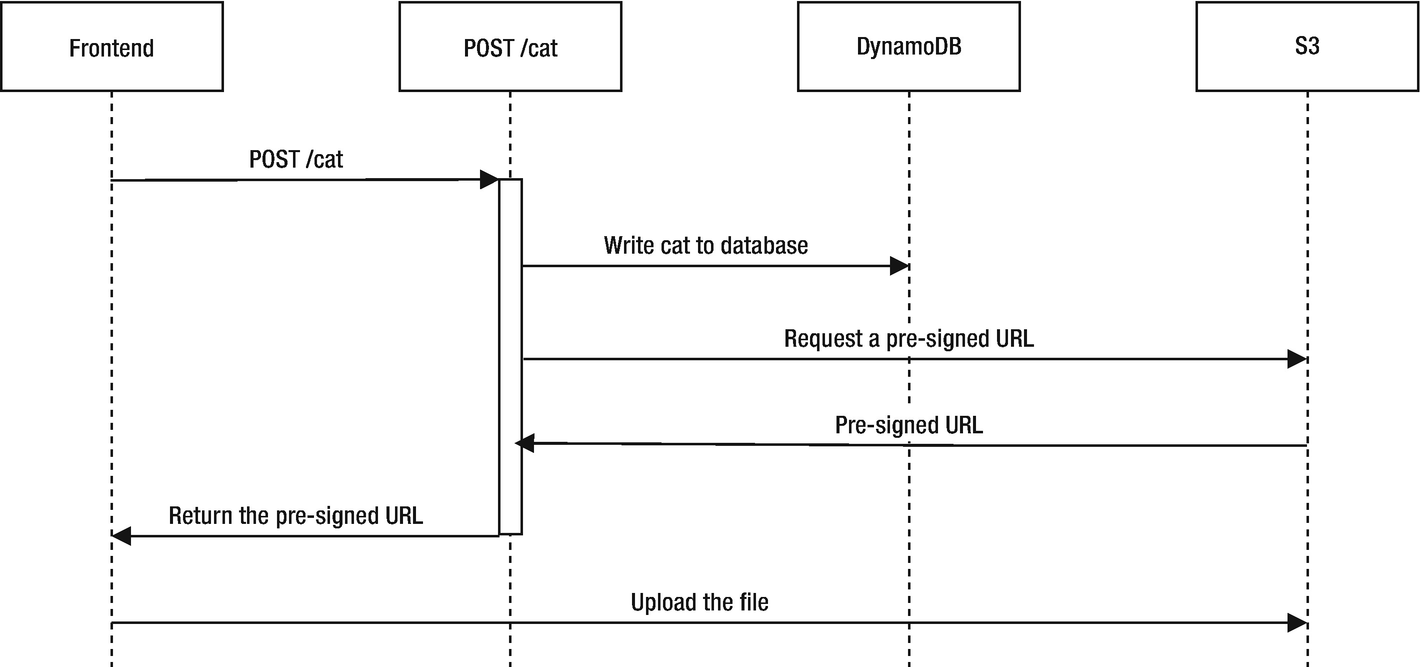 Frontend
POST /cat
DynamoDB
S3
POST /cat
Write cat to database
Request a pre-signed URL
Pre-signed URL
Return the pre-signed URL
Upload the file